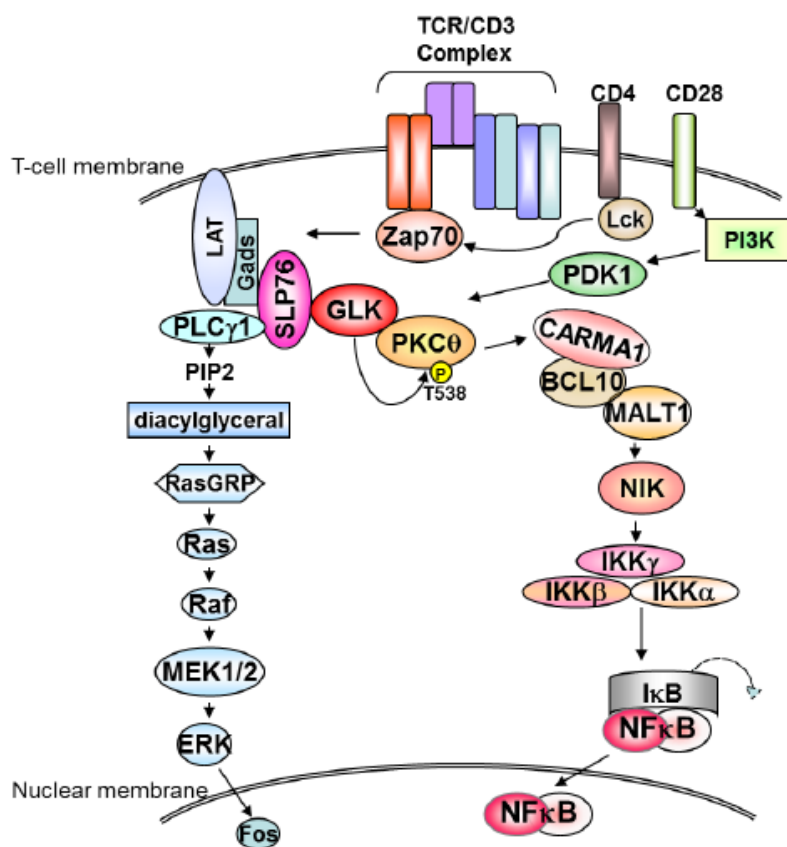 TCR/CD3
Complex
CD4
CD28
T-cell membrane
LAT
Gads
Zap70
Lck
PI3K
PDK1
SLP76
GLK
PLCγ1
PKCθ
P
T538
CARMA1
BCL10
MALT1
PIP2
diacylglyceral
RasGRP
NIK
Ras
IKKγ
IKKβ
IKKα
Raf
MEK1/2
IκB
NFκB
ERK
Nuclear membrane
NFκB
Fos